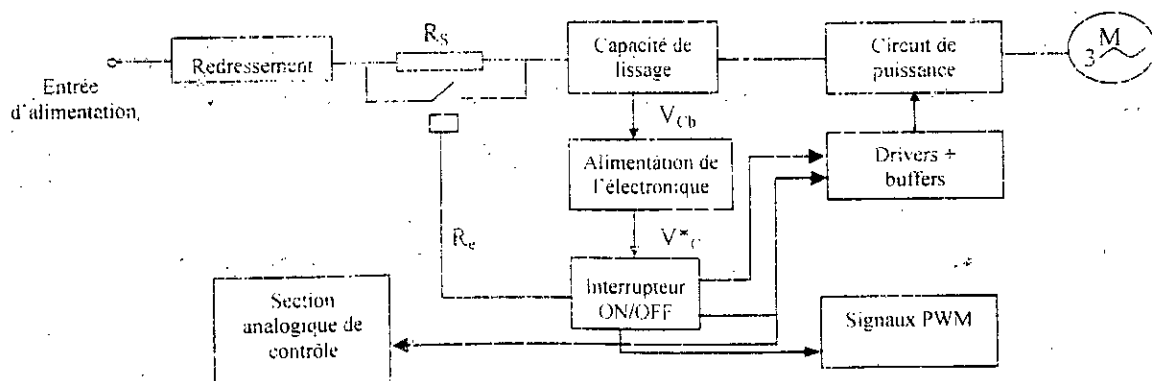 R_S
Redressement
Capacité de
lissage
Circuit de
puissance
M
3
Entrée
d'alimentation
V_Cb
Alimentation de
l'électronique
Drivers +
buffers
R_e
V*_C
Interrupteur
ON/OFF
Section
analogique de
contrôle
Signaux PWM